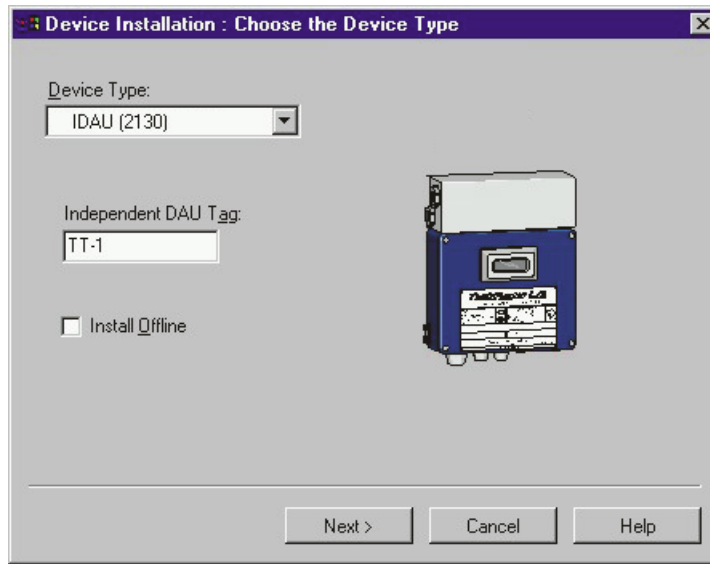 Device Installation : Choose the Device Type
Device Type:
IDAU (2130)
Independent DAU Tag:
TT-1
Install Offline
Next >
Cancel
Help